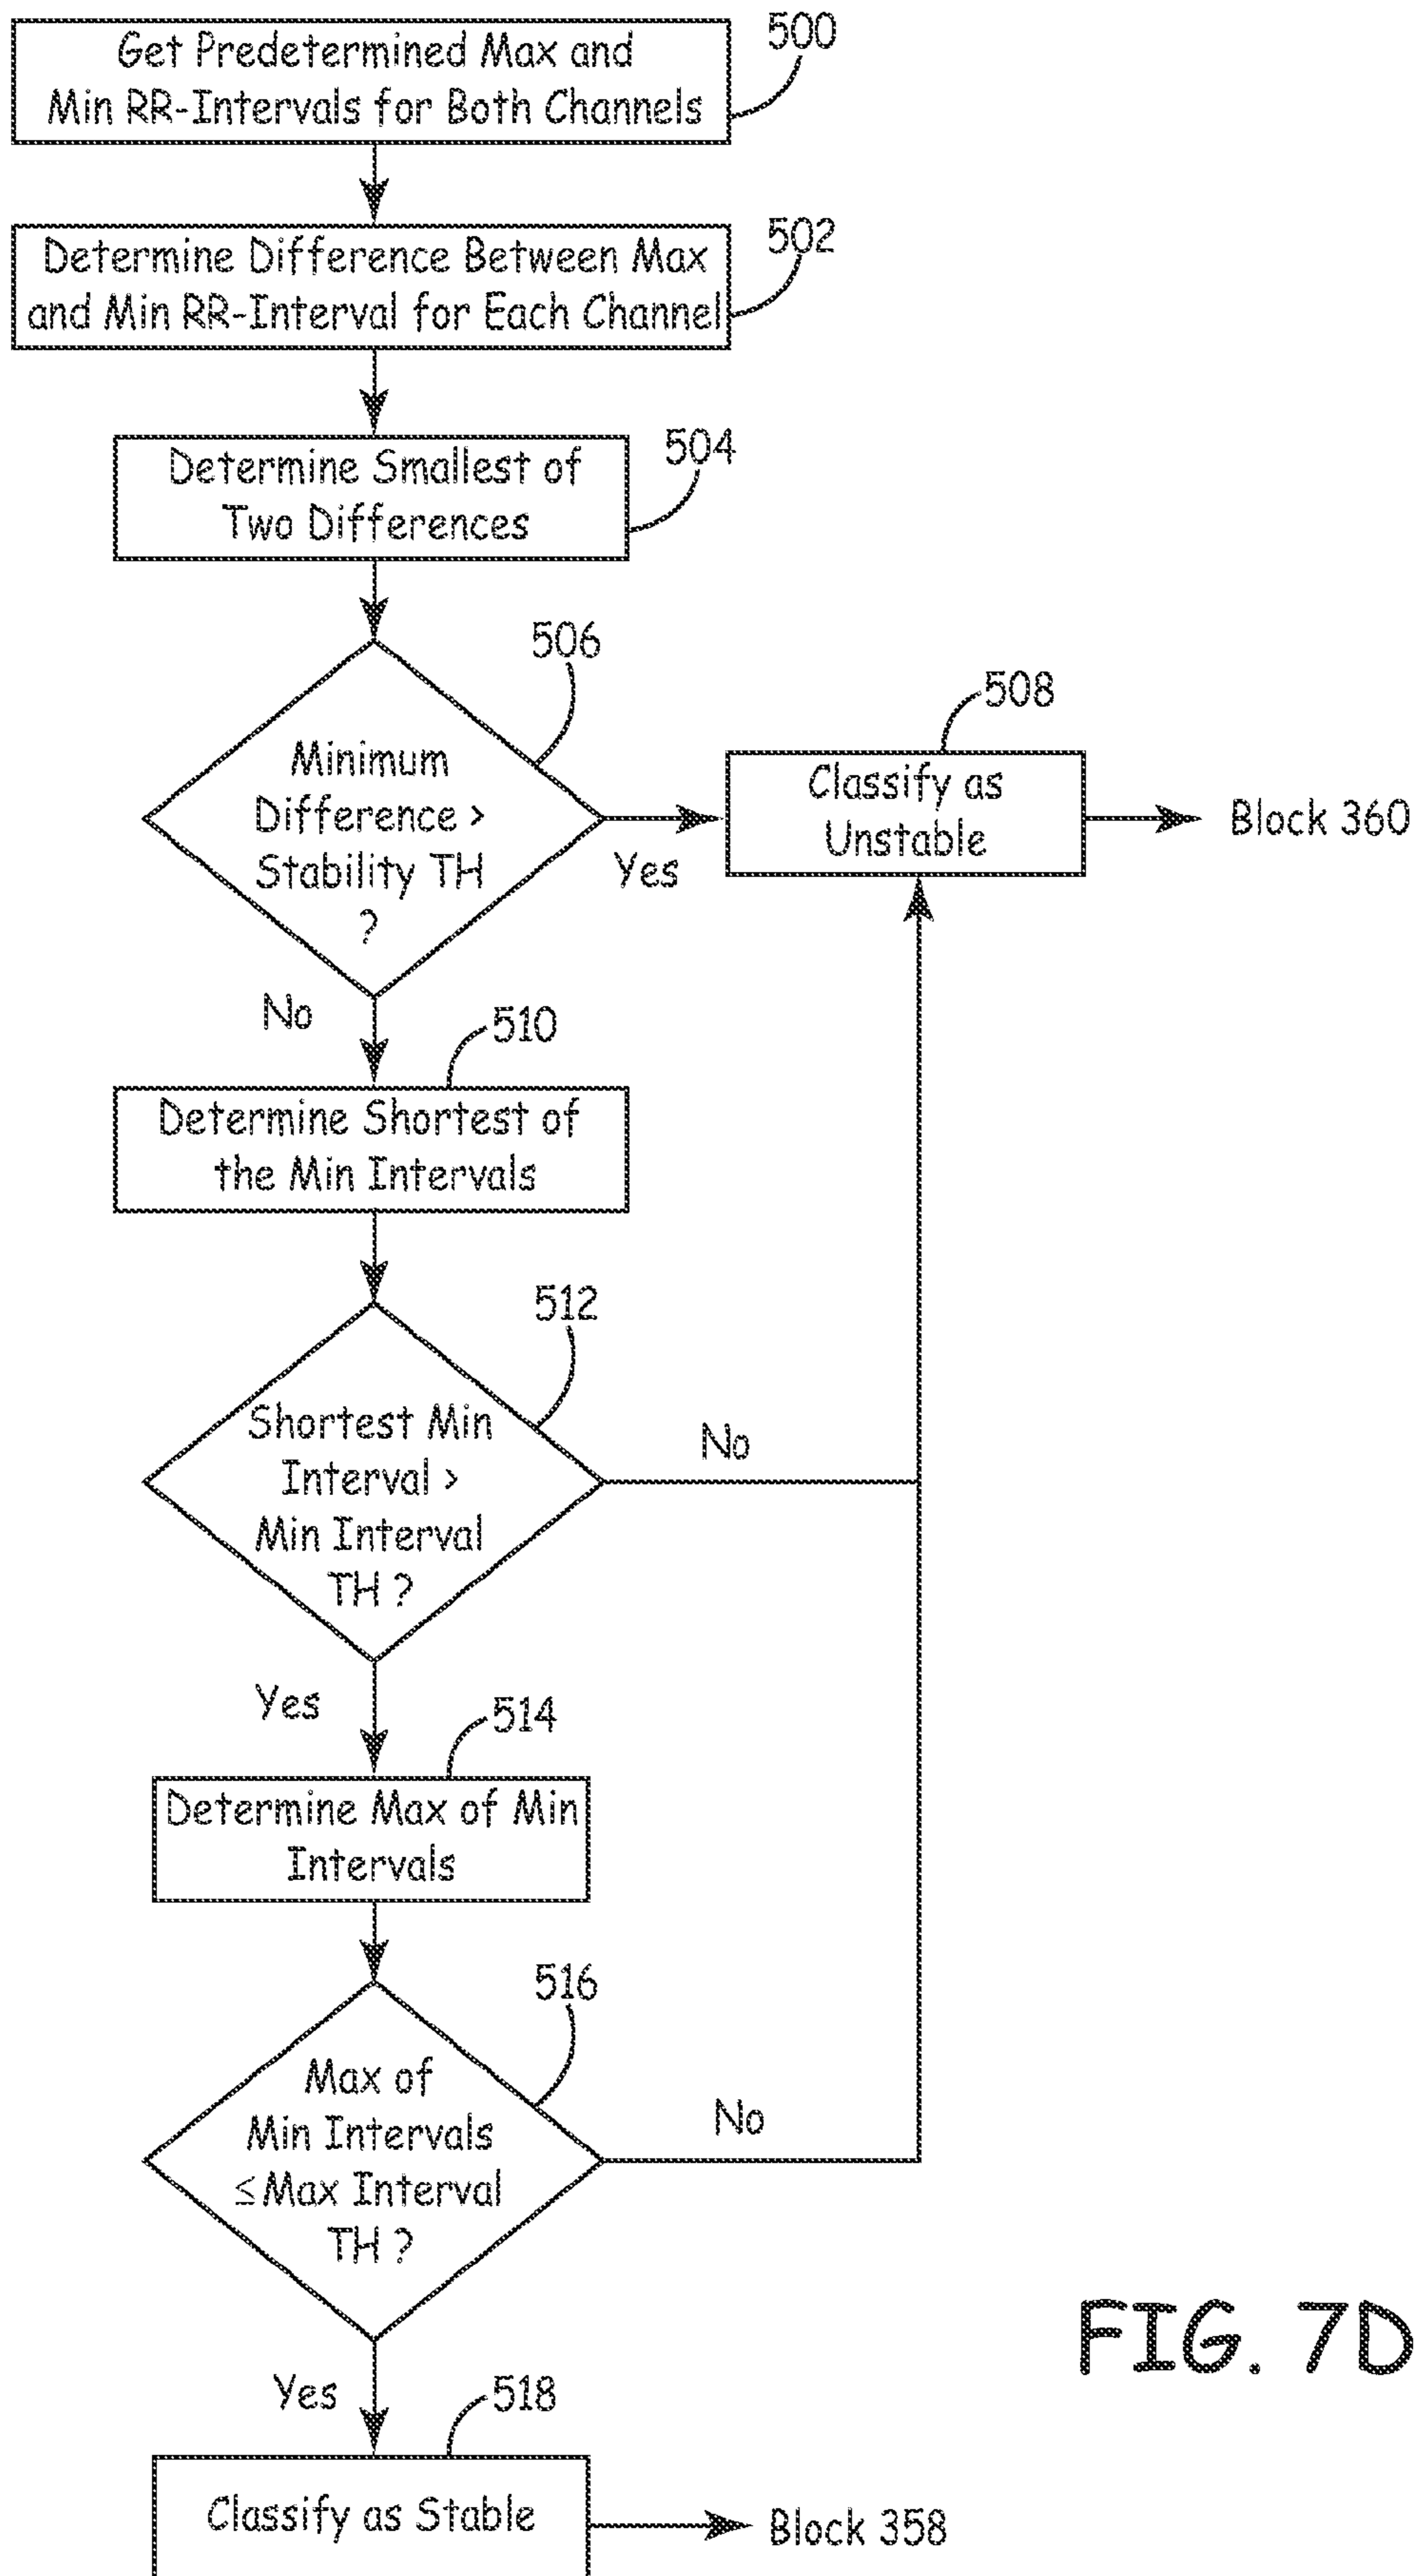 500
Get Predetermined Max and
Min RR-Intervals for Both Channels
502
Determine Difference Between Max
and Min RR-Interval for Each Channel
504
Determine Smallest of
Two Differences
506
Minimum
Difference >
Stability TH
?
Yes
508
Classify as
Unstable
Block 360
No
510
Determine Shortest of
the Min Intervals
512
Shortest Min
Interval >
Min Interval
TH ?
No
Yes
514
Determine Max of Min
Intervals
516
Max of
Min Intervals
≤Max Interval
TH ?
No
Yes
518
Classify as Stable
Block 358
FIG. 7D